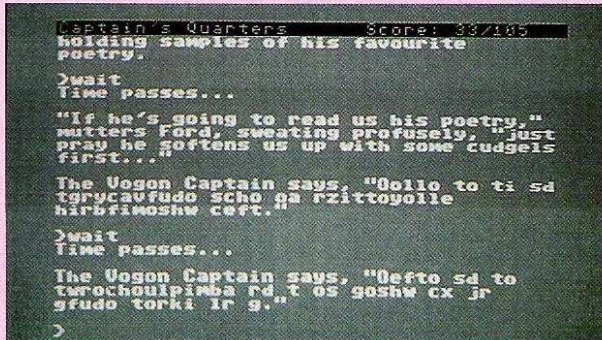 Captain's Quarters Score: 33/105
holding samples of his favourite
poetry.
>wait
Time passes...
"If he's going to read us his poetry,"
mutters Ford, sweating profusely, "just
pray he softens us up with some cudgels
first..."
The Vogon Captain says, "Oollo to ti sd
tgrycavfudo scho oa rzittoyolle
hirbfimoshw ceft."
>wait
Time passes...
The Vogon Captain says, "Oefto sd to
twrochoulpimba rd t os goshw cx jr
gfudo torki lr g."
>